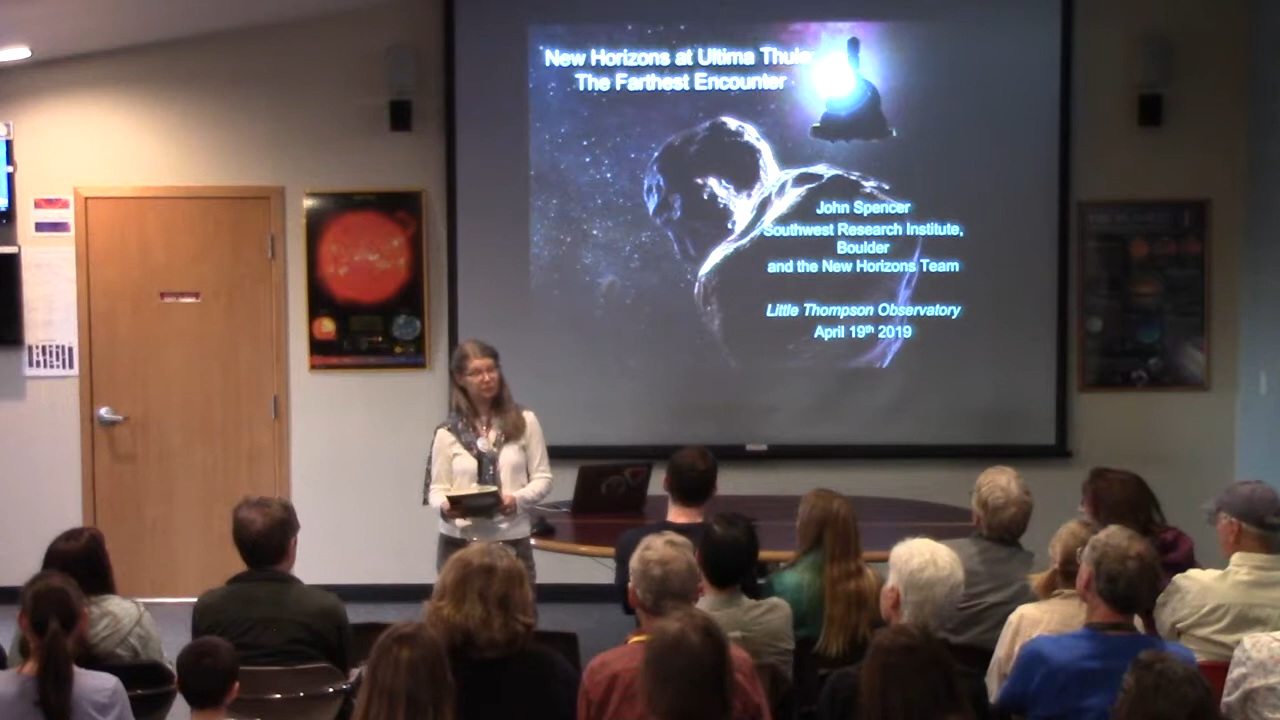 New Horizons at Ultima Thule
The Farthest Encounter
John Spencer
Southwest Research Institute,
Boulder
and the New Horizons Team
Little Thompson Observatory
April 19th 2019